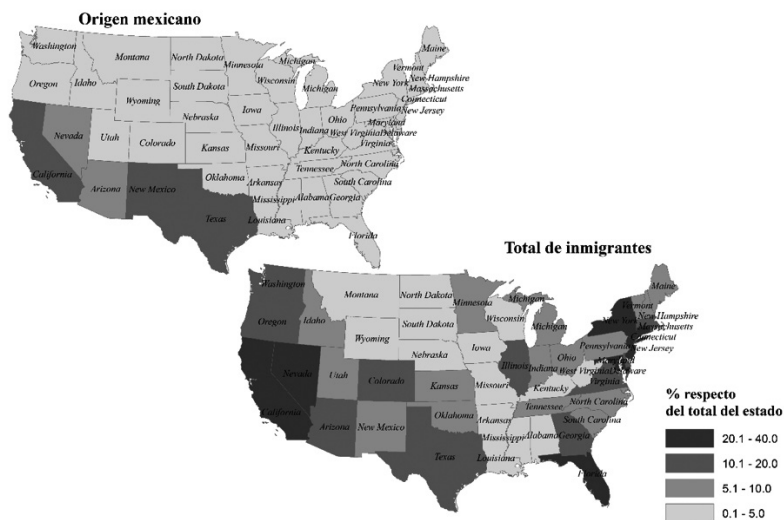 Origen mexicano
Washington
Montana
North Dakota
Minnesota
Michigan
Maine
Vermont
New Hampshire
Oregon
Idaho
South Dakota
Wisconsin
Michigan
New York
Massachusetts
Connecticut
New Jersey
Wyoming
Iowa
Pennsylvania
Nebraska
Ohio
Nevada
Utah
Colorado
Illinois
Indiana
West Virginia
Maryland
Delaware
Virginia
California
Kansas
Missouri
Kentucky
Arizona
New Mexico
Oklahoma
Arkansas
Tennessee
North Carolina
South Carolina
Texas
Mississippi
Alabama
Georgia
Louisiana
Florida
Total de inmigrantes
Washington
Montana
North Dakota
Minnesota
Michigan
Maine
Vermont
New Hampshire
Oregon
Idaho
South Dakota
Wisconsin
Michigan
New York
Massachusetts
Connecticut
New Jersey
Wyoming
Iowa
Pennsylvania
Nebraska
Ohio
Nevada
Utah
Colorado
Illinois
Indiana
West Virginia
Maryland
Delaware
Virginia
California
Kansas
Missouri
Kentucky
Arizona
New Mexico
Oklahoma
Arkansas
Tennessee
North Carolina
South Carolina
Texas
Mississippi
Alabama
Georgia
Louisiana
Florida
% respecto
del total del estado
20.1 - 40.0
10.1 - 20.0
5.1 - 10.0
0.1 - 5.0